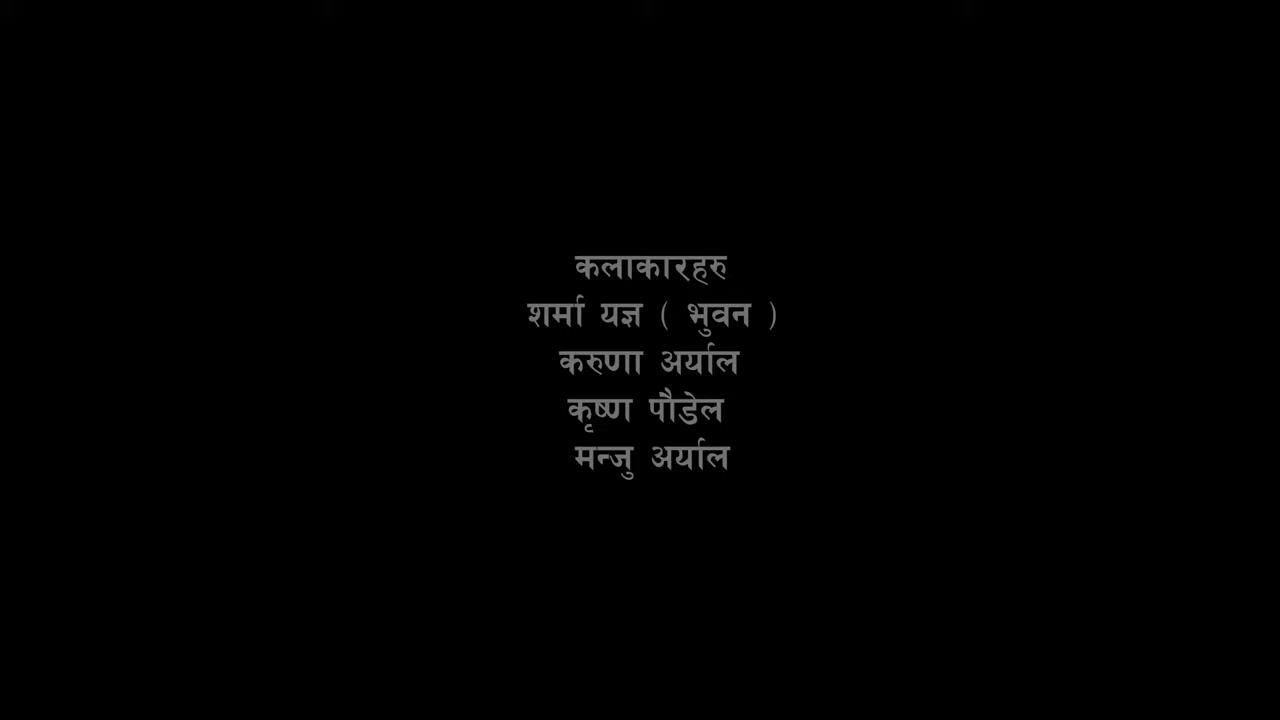 कलाकारहरु
शर्मा यज्ञ ( भुवन )
करुणा अर्याल
कृष्ण पौडेल
मन्जु अर्याल